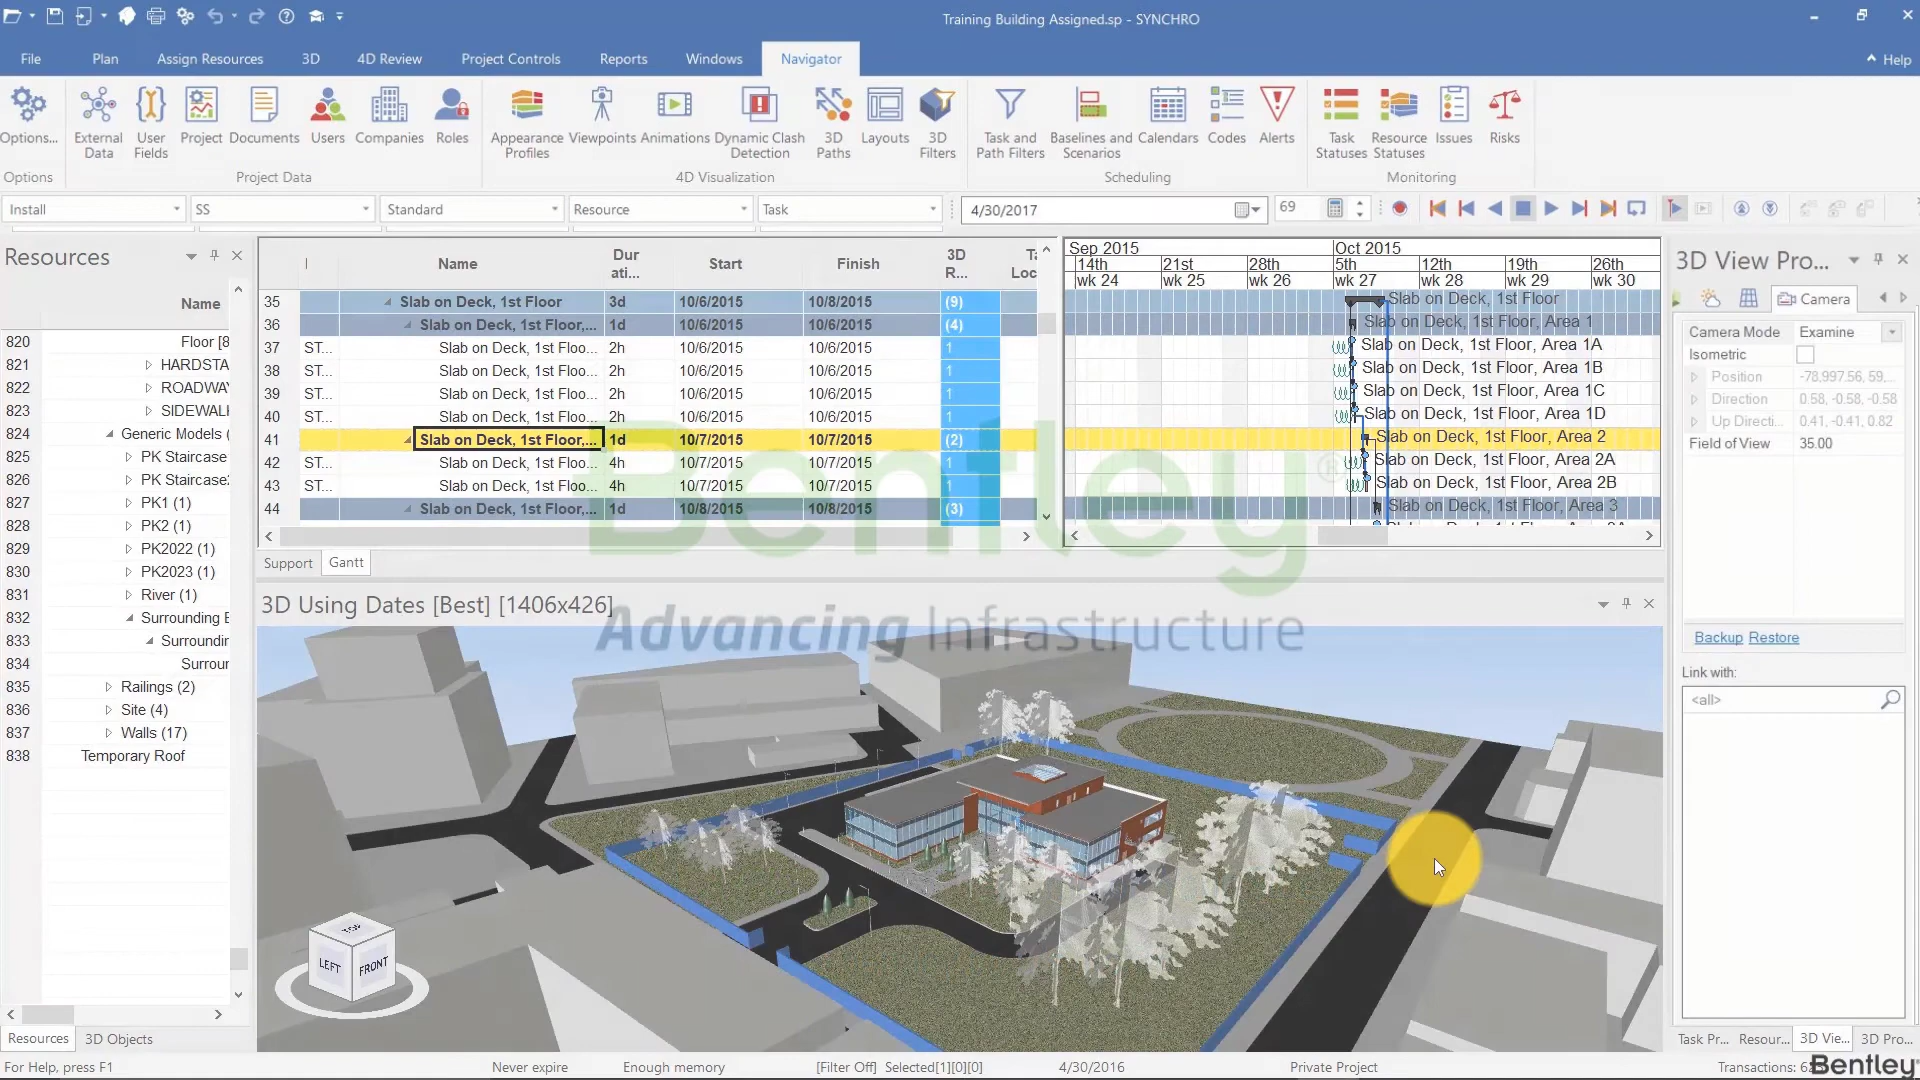 Training Building Assigned.sp - SYNCHRO
File Plan Assign Resources 3D 4D Review Project Controls Reports Windows Navigator Help
Options... External Data User Fields Project Documents Users Companies Roles Appearance Profiles Viewpoints Animations Dynamic Clash Detection 3D Paths Layouts 3D Filters Task and Path Filters Baselines and Scenarios Calendars Codes Alerts Task Statuses Resource Statuses Issues Risks
Options Project Data 4D Visualization Scheduling Monitoring
Install SS Standard Resource Task 4/30/2017 69
Resources
Name
820 Floor [8
821 HARDSTA
822 ROADWA
823 SIDEWAL
824 Generic Models (
825 PK Staircase
826 PK Staircase
827 PK1 (1)
828 PK2 (1)
829 PK2022 (1)
830 PK2023 (1)
831 River (1)
832 Surrounding
833 Surroundin
834 Surrour
835 Railings (2)
836 Site (4)
837 Walls (17)
838 Temporary Roof
Resources 3D Objects
Name Dur ati... Start Finish 3D R... Loc
35 Slab on Deck, 1st Floor 3d 10/6/2015 10/8/2015 (9)
36 Slab on Deck, 1st Floor,... 1d 10/6/2015 10/6/2015 (4)
37 ST... Slab on Deck, 1st Floo... 2h 10/6/2015 10/6/2015 1
38 ST... Slab on Deck, 1st Floo... 2h 10/6/2015 10/6/2015 1
39 ST... Slab on Deck, 1st Floo... 2h 10/6/2015 10/6/2015 1
40 ST... Slab on Deck, 1st Floo... 2h 10/6/2015 10/6/2015 1
41 Slab on Deck, 1st Floor,... 1d 10/7/2015 10/7/2015 (2)
42 ST... Slab on Deck, 1st Floo... 4h 10/7/2015 10/7/2015 1
43 ST... Slab on Deck, 1st Floo... 4h 10/7/2015 10/7/2015 1
44 Slab on Deck, 1st Floor,... 1d 10/8/2015 10/8/2015 (3)
Support Gantt
Sep 2015 Oct 2015
14th 21st 28th 5th 12th 19th 26th
wk 24 wk 25 wk 26 wk 27 wk 28 wk 29 wk 30
Slab on Deck, 1st Floor
Slab on Deck, 1st Floor, Area 1
Slab on Deck, 1st Floor, Area 1A
Slab on Deck, 1st Floor, Area 1B
Slab on Deck, 1st Floor, Area 1C
Slab on Deck, 1st Floor, Area 1D
Slab on Deck, 1st Floor, Area 2
Slab on Deck, 1st Floor, Area 2A
Slab on Deck, 1st Floor, Area 2B
Slab on Deck, 1st Floor, Area 3
Bentley®
Advancing Infrastructure
3D Using Dates [Best] [1406x426]
TOP
LEFT FRONT
3D View Pro...
Camera
Camera Mode Examine
Isometric
Position -78,997.56, 59,...
Direction 0.58, -0.58, -0.58
Up Directi... 0.41, -0.41, 0.82
Field of View 35.00
Backup Restore
Link with:
<all>
Task Pr... Resour... 3D Vie... 3D Pro...
For Help, press F1 Never expire Enough memory [Filter Off] Selected[1][0][0] 4/30/2016 Private Project Transactions:
Bentley